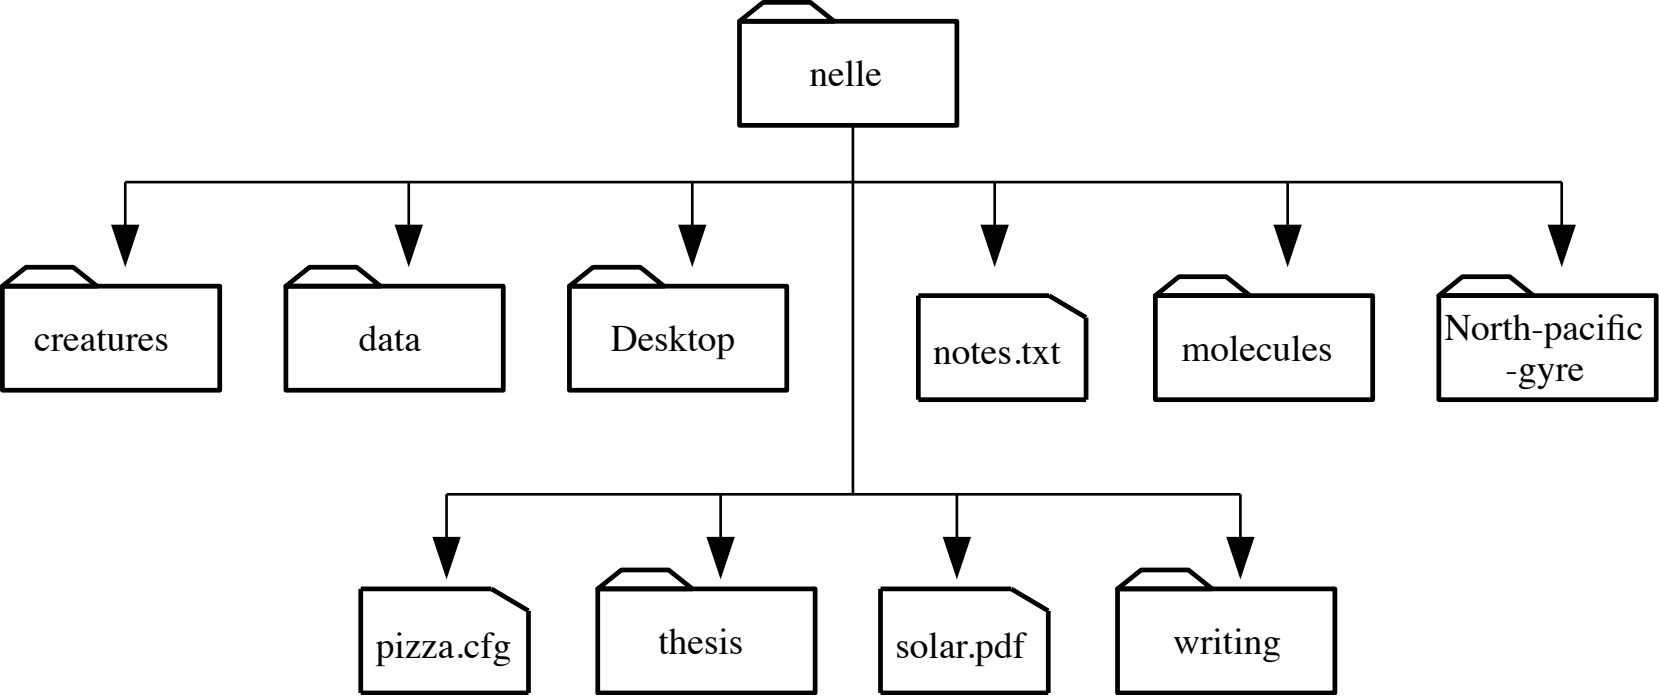 nelle
creatures
data
Desktop
notes.txt
molecules
North-pacific
-gyre
pizza.cfg
thesis
solar.pdf
writing